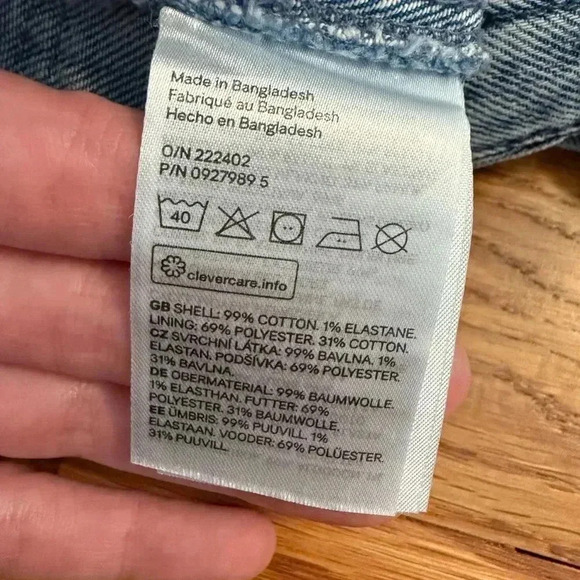 Made in Bangladesh
Fabriqué au Bangladesh
Hecho en Bangladesh
O/N 222402
P/N 0927989 5
40
clevercare.info
GB SHELL: 99% COTTON. 1% ELASTANE.
LINING: 69% POLYESTER. 31% COTTON.
CZ SVRCHNÍ LÁTKA: 99% BAVLNA. 1%
ELASTAN. PODŠÍVKA: 69% POLYESTER.
31% BAVLNA.
DE OBERMATERIAL: 99% BAUMWOLLE.
1% ELASTHAN. FUTTER: 69%
POLYESTER. 31% BAUMWOLLE.
EE ÜMBRIS: 99% PUUVILL. 1%
ELASTAAN. VOODER: 69% POLÜESTER.
31% PUUVILL.